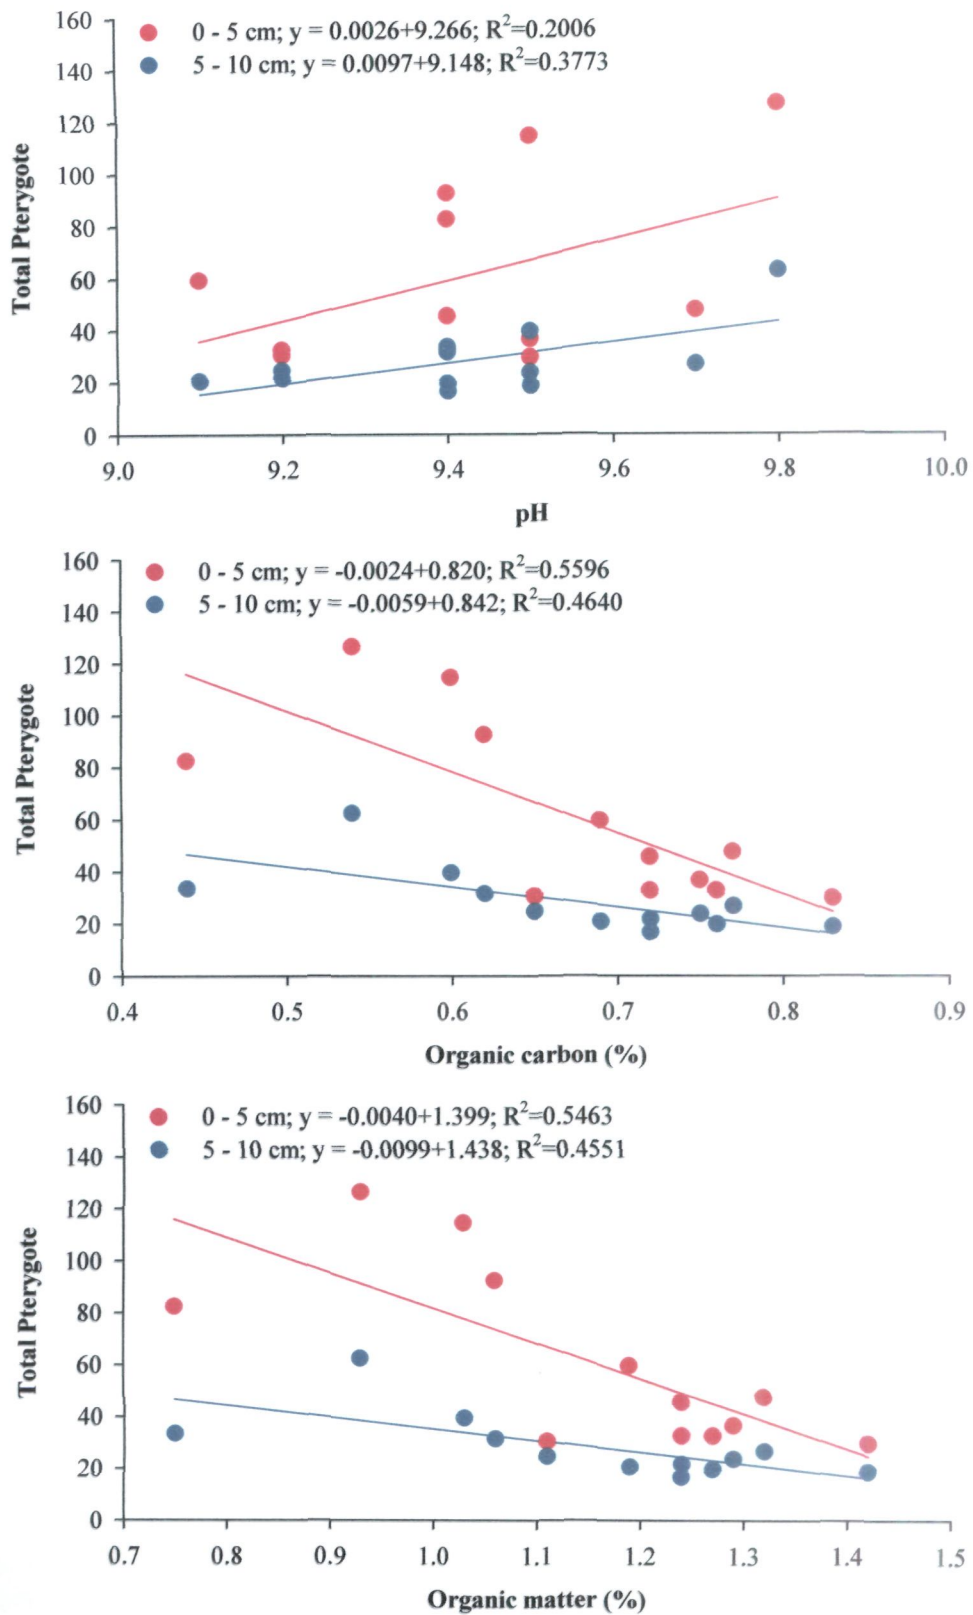 0 - 5 cm; y = 0.0026+9.266; R²=0.2006
5 - 10 cm; y = 0.0097+9.148; R²=0.3773
Total Pterygote
160
140
120
100
80
60
40
20
0
9.0 9.2 9.4 9.6 9.8 10.0
pH
0 - 5 cm; y = -0.0024+0.820; R²=0.5596
5 - 10 cm; y = -0.0059+0.842; R²=0.4640
Total Pterygote
160
140
120
100
80
60
40
20
0
0.4 0.5 0.6 0.7 0.8 0.9
Organic carbon (%)
0 - 5 cm; y = -0.0040+1.399; R²=0.5463
5 - 10 cm; y = -0.0099+1.438; R²=0.4551
Total Pterygote
160
140
120
100
80
60
40
20
0
0.7 0.8 0.9 1.0 1.1 1.2 1.3 1.4 1.5
Organic matter (%)